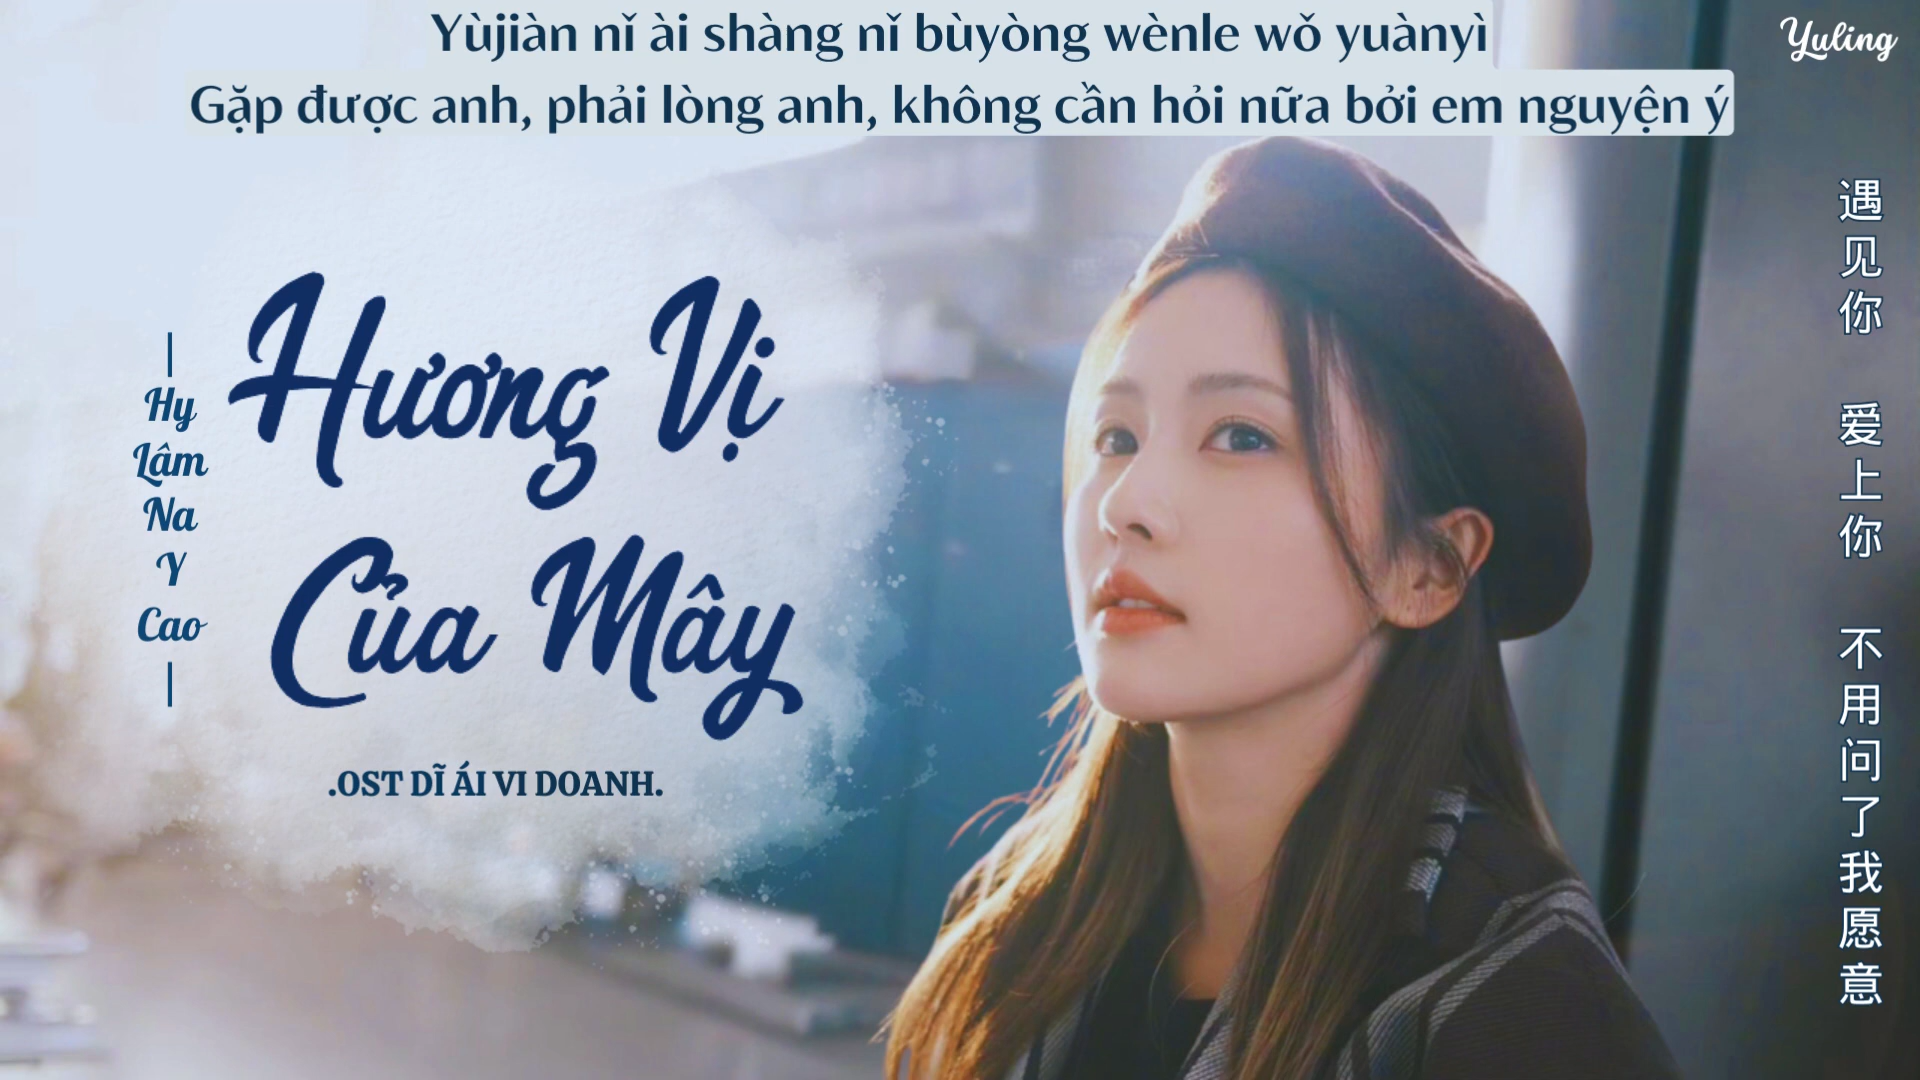 Yùjiàn nǐ ài shàng nǐ bùyòng wènle wǒ yuànyì
Gặp được anh, phải lòng anh, không cần hỏi nữa bởi em nguyện ý
Yuling
Hương Vị
Của Mây
|
Hy
Lâm
Na
Y
Cao
|
.OST DĨ ÁI VI DOANH.
遇见你 爱上你 不用问了我愿意